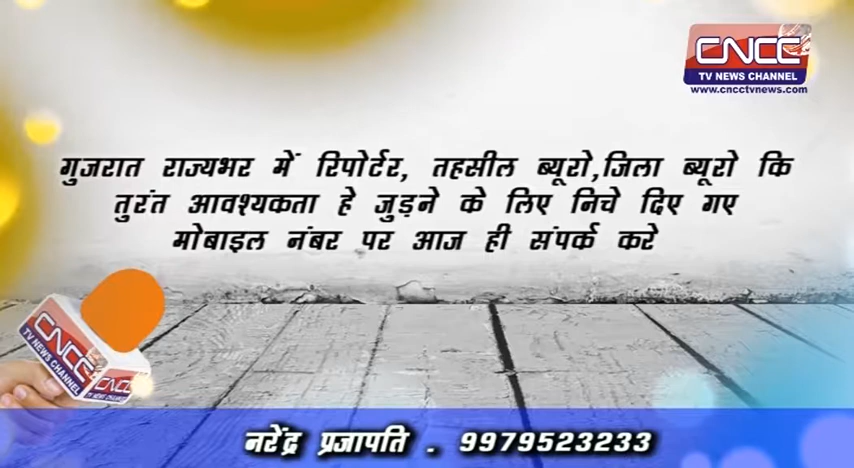 CNCC
TV NEWS CHANNEL
www.cncctvnews.com
गुजरात राज्यभर में रिपोर्टर, तहसील ब्यूरो,जिला ब्यूरो कि
तुरंत आवश्यकता हे जुड़ने के लिए निचे दिए गए
मोबाइल नंबर पर आज ही संपर्क करे
CNCC
TV NEWS CHANNEL
CNCC
नरेंद्र प्रजापति . 9979523233